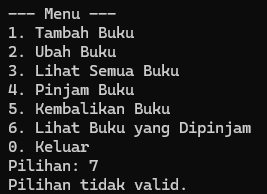 --- Menu ---
1. Tambah Buku
2. Ubah Buku
3. Lihat Semua Buku
4. Pinjam Buku
5. Kembalikan Buku
6. Lihat Buku yang Dipinjam
0. Keluar
Pilihan: 7
Pilihan tidak valid.